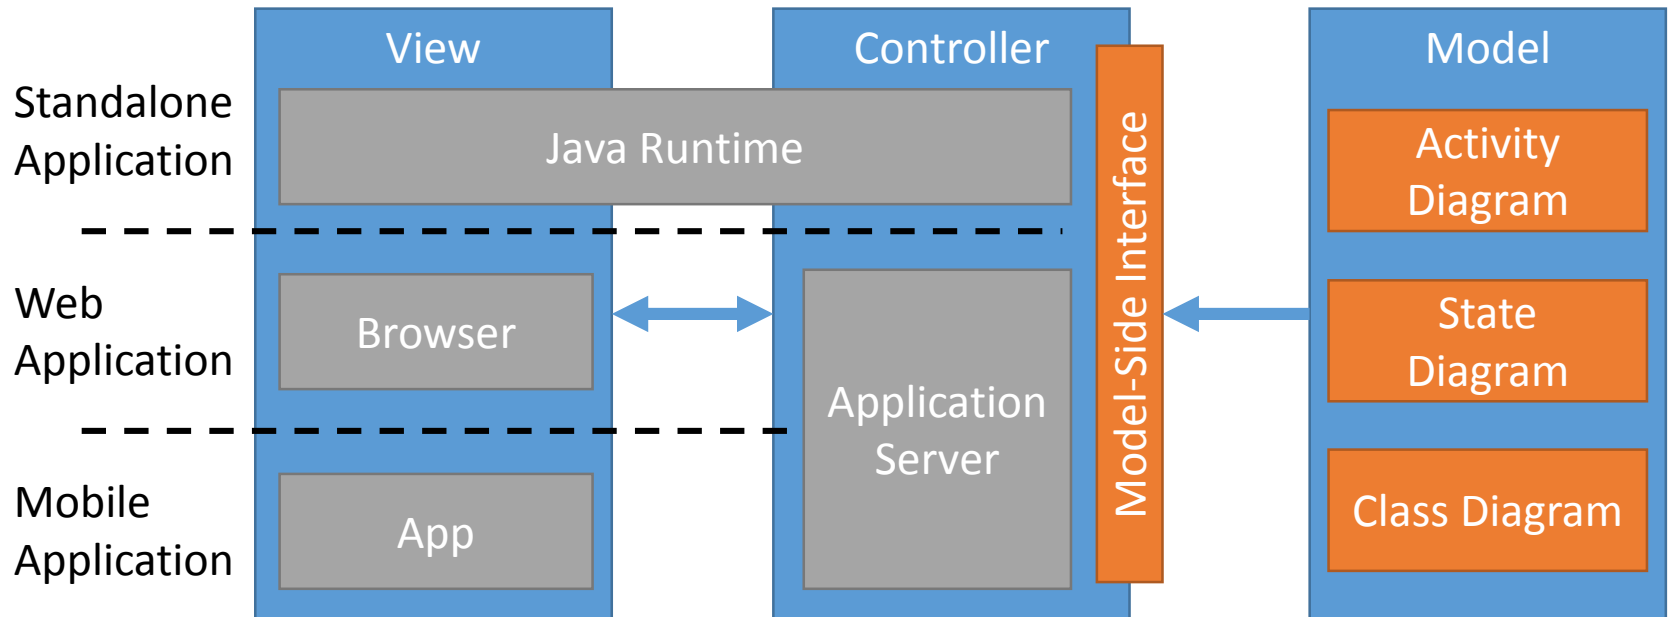 View
Controller
Model
Standalone
Application
Java Runtime
Model-Side Interface
Activity
Diagram
Web
Application
Browser
Application
Server
State
Diagram
Mobile
Application
App
Class Diagram